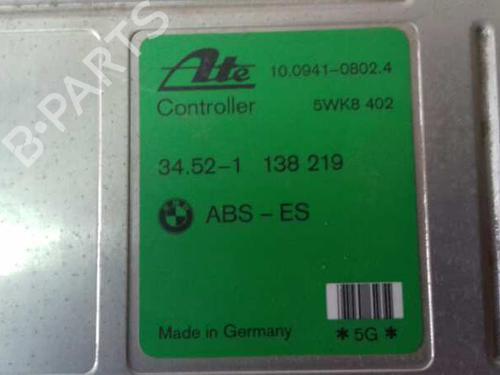 Ate 10.0941-0802.4
Controller 5WK8 402
34.52-1 138 219
BMW ABS - ES
Made in Germany *5G*
B-PARTS